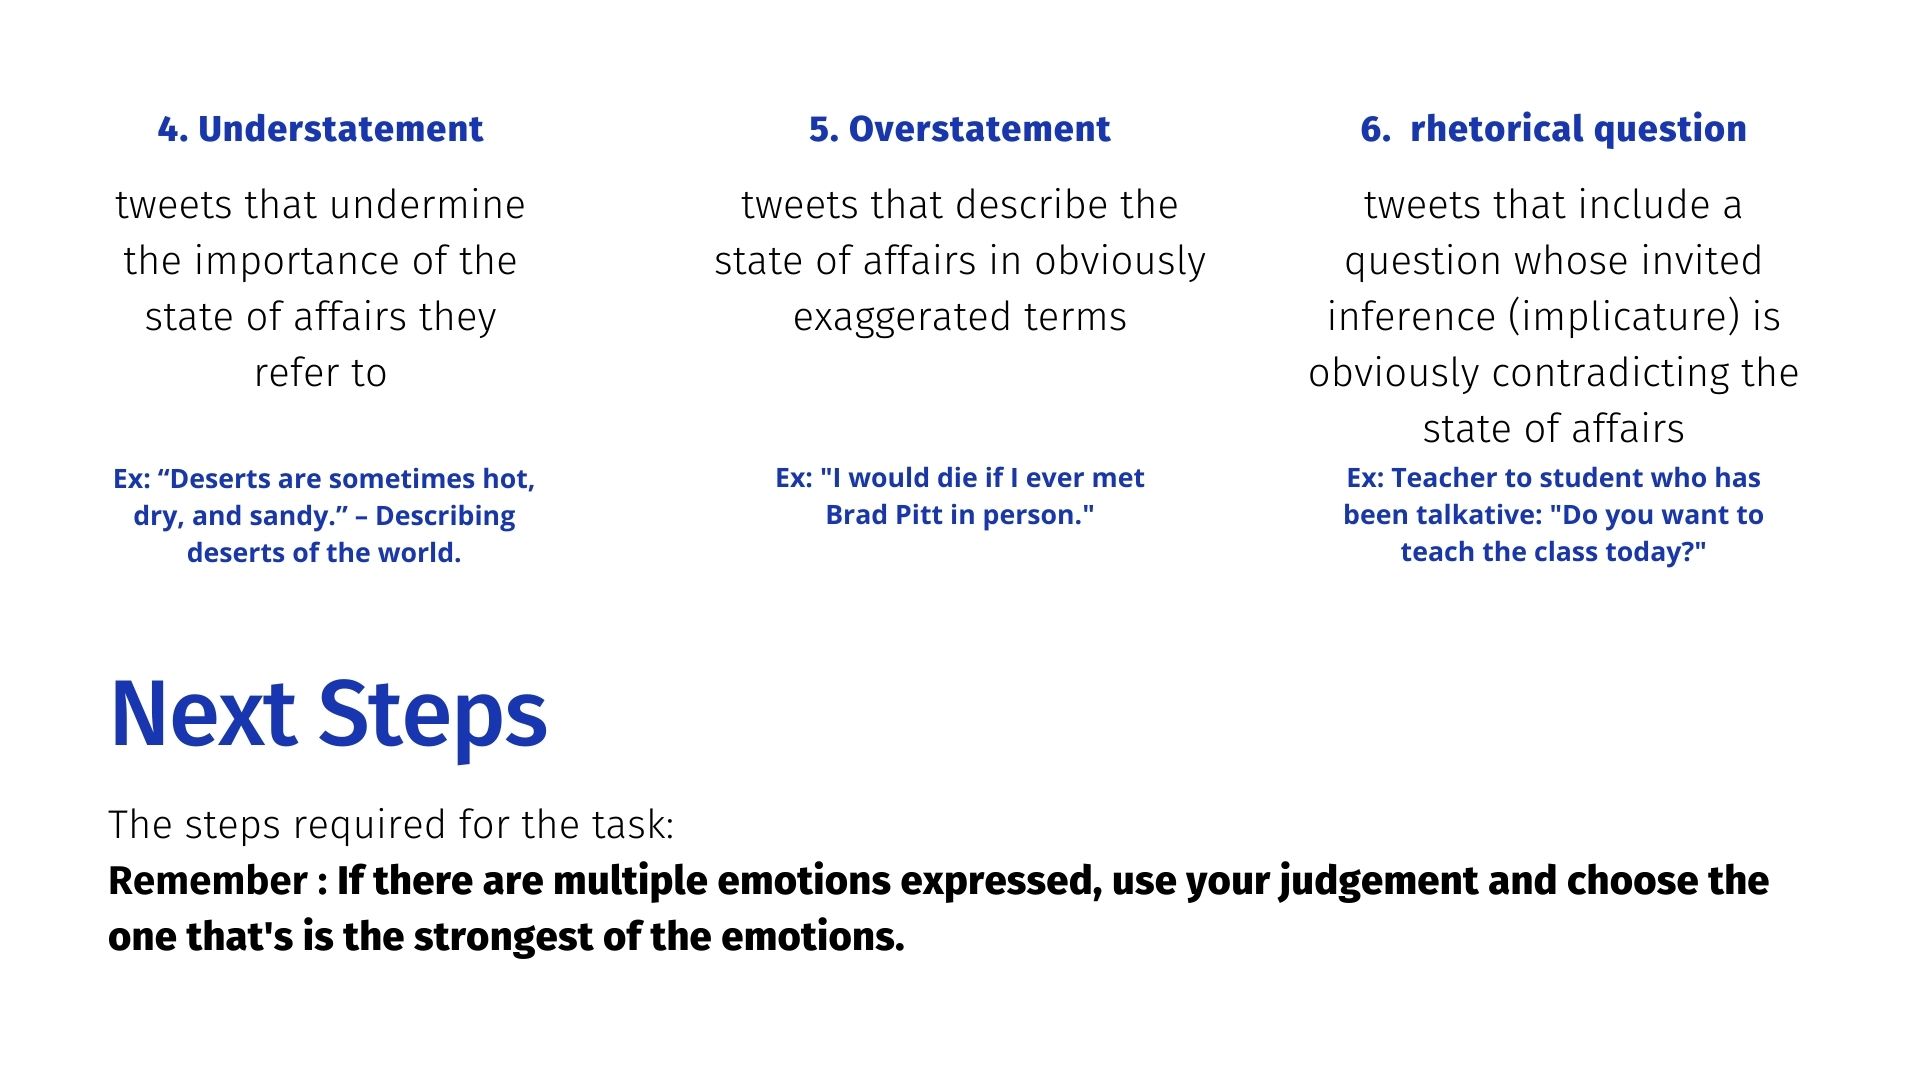 4. Understatement
tweets that undermine
the importance of the
state of affairs they
refer to
Ex: “Deserts are sometimes hot,
dry, and sandy.” – Describing
deserts of the world.
5. Overstatement
tweets that describe the
state of affairs in obviously
exaggerated terms
Ex: "I would die if I ever met
Brad Pitt in person."
6. rhetorical question
tweets that include a
question whose invited
inference (implicature) is
obviously contradicting the
state of affairs
Ex: Teacher to student who has
been talkative: "Do you want to
teach the class today?"
Next Steps
The steps required for the task:
Remember : If there are multiple emotions expressed, use your judgement and choose the
one that's is the strongest of the emotions.